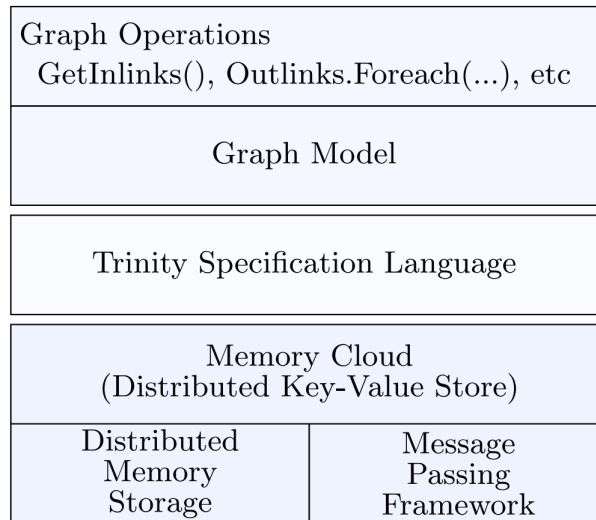 Graph Operations
GetInlinks(), Outlinks.Foreach(...), etc
Graph Model
Trinity Specification Language
Memory Cloud
(Distributed Key-Value Store)
Distributed
Memory
Storage
Message
Passing
Framework